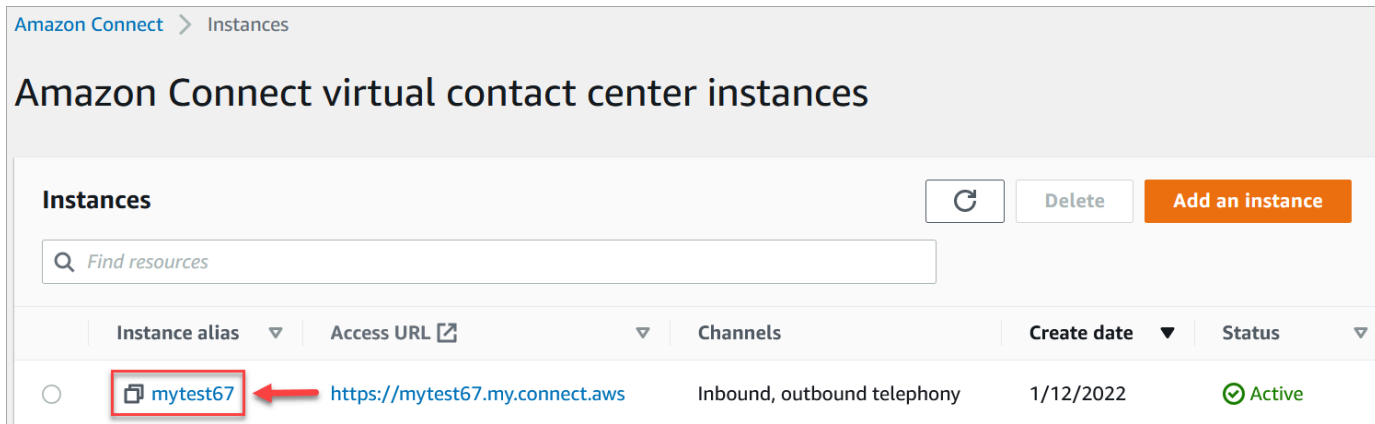 Amazon Connect > Instances
Amazon Connect virtual contact center instances
Instances
Delete
Add an instance
Find resources
Instance alias Access URL Channels Create date Status
mytest67 https://mytest67.my.connect.aws Inbound, outbound telephony 1/12/2022 Active